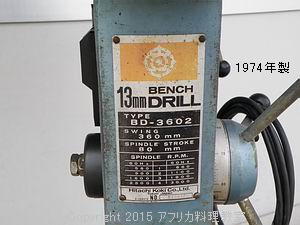 1974年製
13mm BENCH DRILL
TYPE
BD-3602
SWING
360 mm
SPINDLE STROKE
80 mm
SPINDLE R.P.M.
Hitachi Koki Co.,Ltd.
NO
Copyright 2015 アフリカ料理